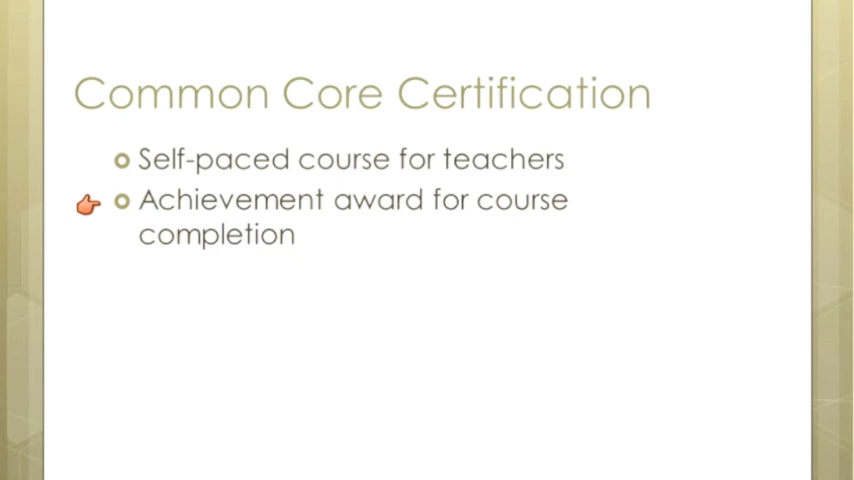 Common Core Certification
Self-paced course for teachers
Achievement award for course
completion